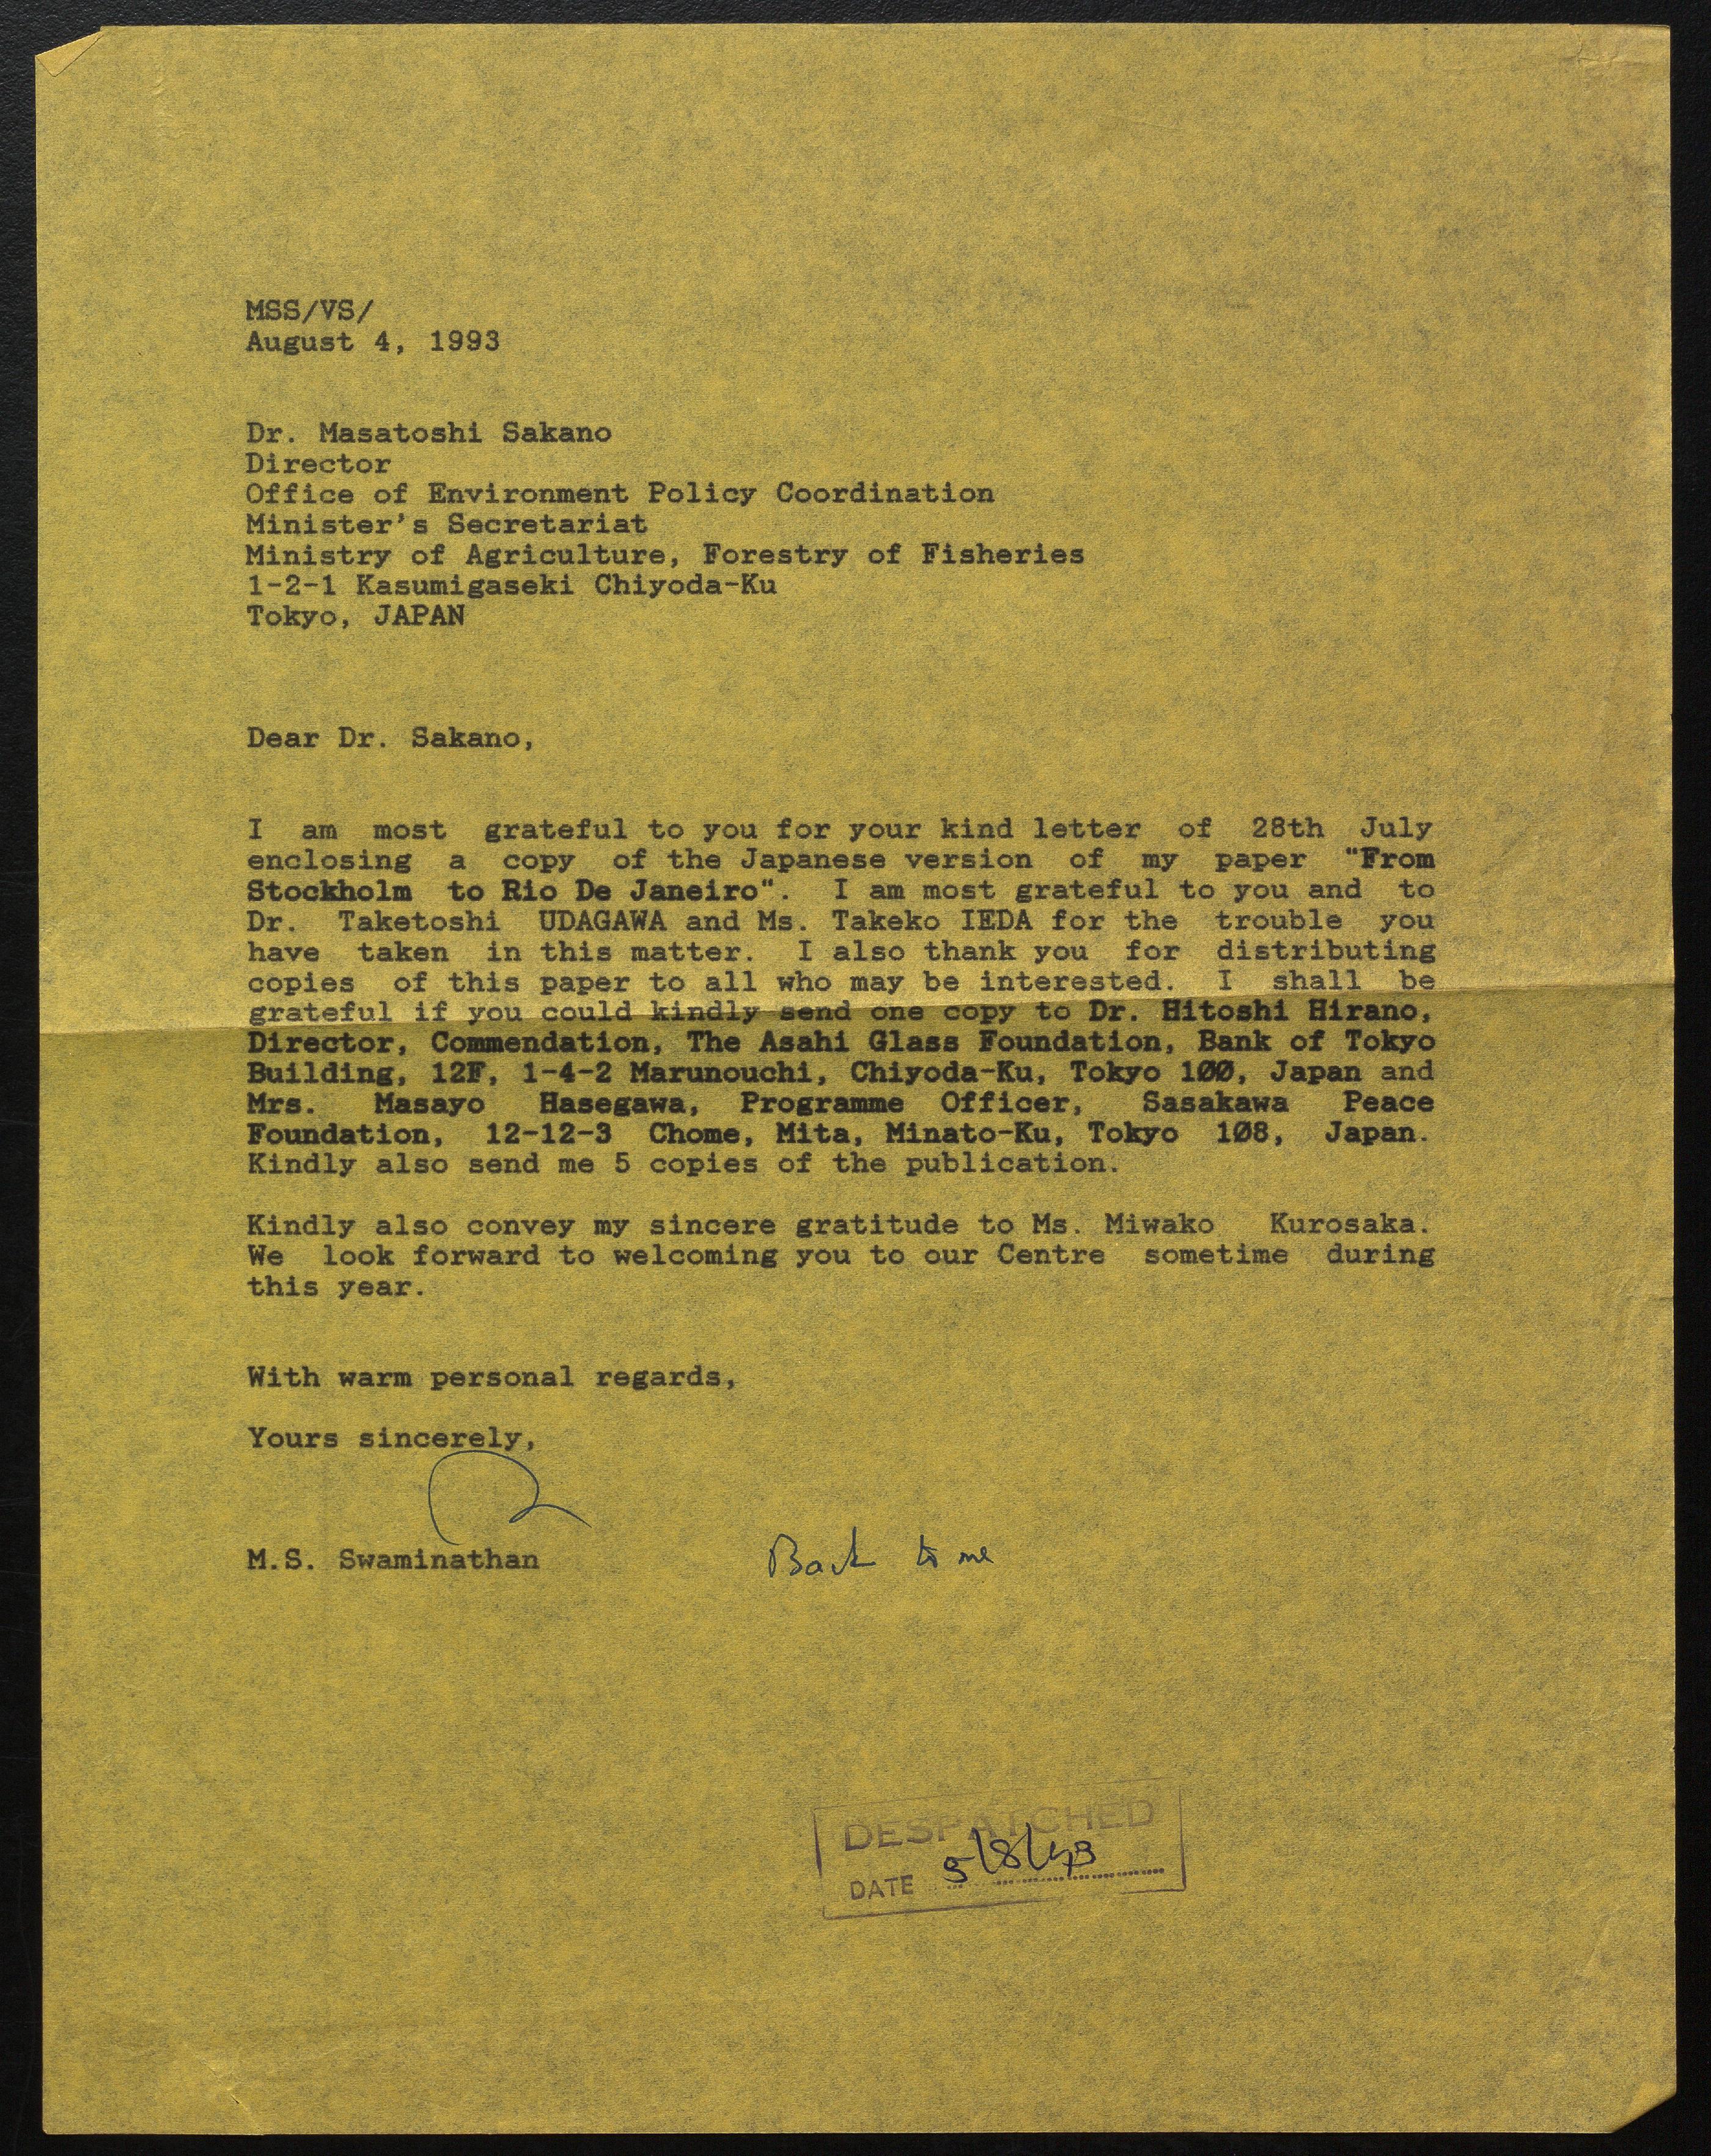 MSS/VS/
August 4, 1993
Dr. Masatoshi Sakano
Director
Office of Environment Policy Coordination
Minister's Secretariat
Ministry of Agriculture, Forestry of Fisheries
1-2-1 Kasumigaseki Chiyoda-Ku
Tokyo, JAPAN
Dear Dr. Sakano,
I am most grateful to you for your kind letter of 28th July
enclosing a copy of the Japanese version of my paper "From
Stockholm to Rio De Janeiro". I am most grateful to you and to
Dr. Taketoshi UDAGAWA and Ms. Takeko IEDA for the trouble you
have taken in this matter. I also thank you for distributing
copies of this paper to all who may be interested. I shall be
grateful if you could kindly send one copy to Dr. Hitoshi Hirano,
Director, Commendation, The Asahi Glass Foundation, Bank of Tokyo
Building, 12F, 1-4-2 Marunouchi, Chiyoda-Ku, Tokyo 100, Japan and
Mrs. Masayo Hasegawa, Programme Officer, Sasakawa Peace
Foundation, 12-12-3 Chome, Mita, Minato-Ku, Tokyo 108, Japan.
Kindly also send me 5 copies of the publication.
Kindly also convey my sincere gratitude to Ms. Miwako Kurosaka.
We look forward to welcoming you to our Centre sometime during
this year.
With warm personal regards,
Yours sincerely,
M.S. Swaminathan
Back to me
DESPATCHED
DATE 5/8/93